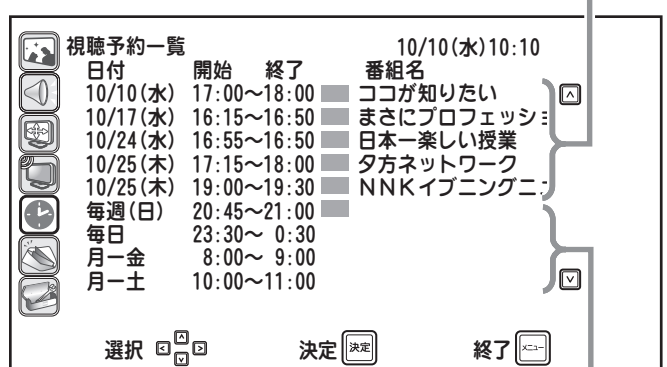 視聴予約一覧 10/10(水)10:10
日付 開始 終了 番組名
10/10(水) 17:00~18:00 ココが知りたい
10/17(水) 16:15~16:50 まさにプロフェッショ
10/24(水) 16:55~16:50 日本一楽しい授業
10/25(木) 17:15~18:00 夕方ネットワーク
10/25(木) 19:00~19:30 NNKイブニングニュ
毎週(日) 20:45~21:00
毎日 23:30~ 0:30
月ー金 8:00~ 9:00
月ー土 10:00~11:00
選択 決定 決定 終了 メニュー